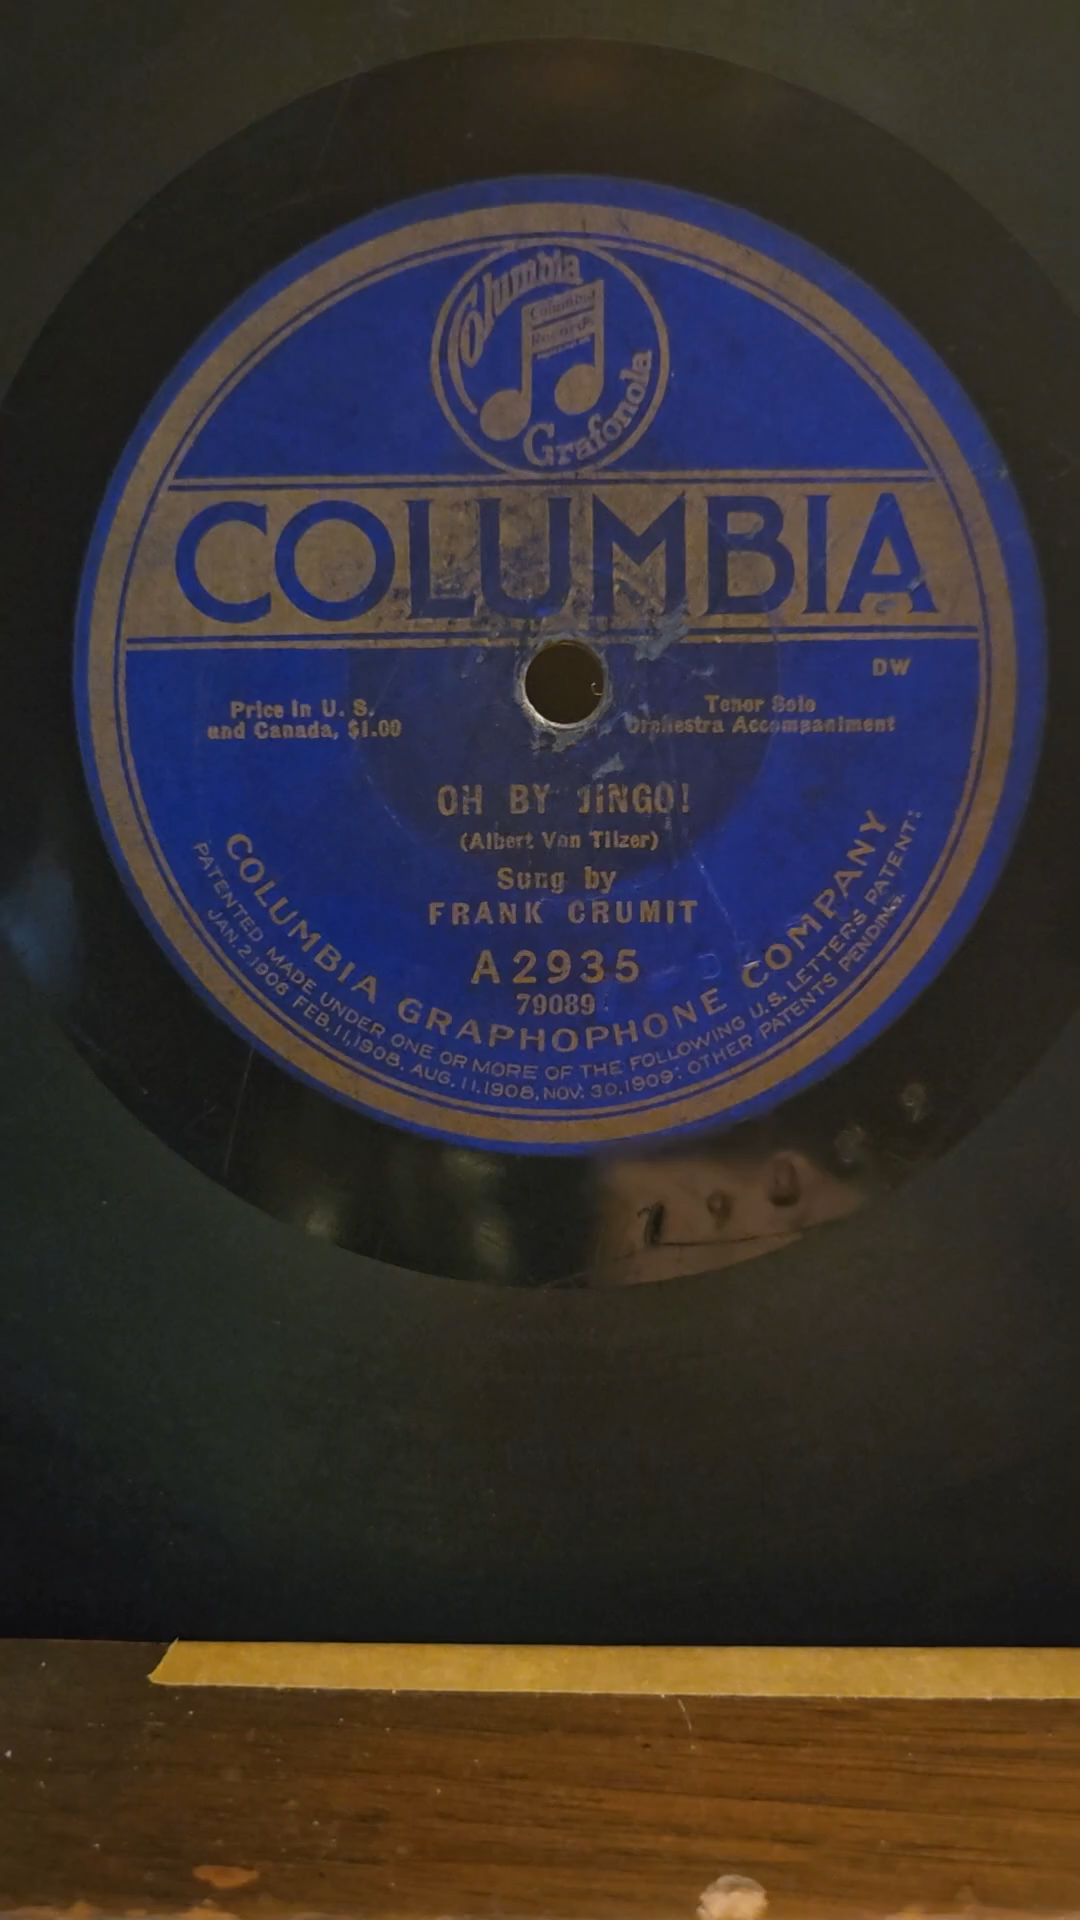 Columbia
Columbia
Records
Grafonola
COLUMBIA
DW
Price in U. S.
and Canada, $1.00
Tenor Solo
Orchestra Accompaniment
OH BY JINGO!
(Albert Von Tilzer)
Sung by
FRANK CRUMIT
A2935
79089
COLUMBIA GRAPHOPHONE COMPANY
PATENTED MADE UNDER ONE OR MORE OF THE FOLLOWING U.S. LETTERS PATENT:
JAN. 2, 1906 FEB. 11, 1908, AUG. 11. 1908, NOV. 30, 1909; OTHER PATENTS PENDING.